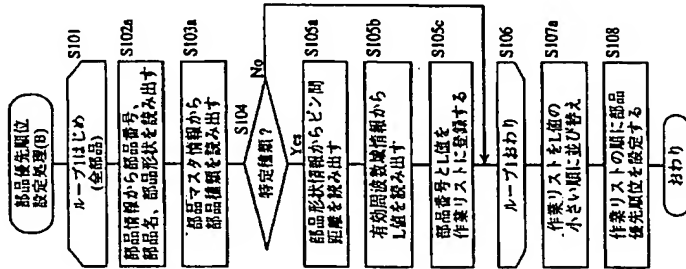 部品優先順位
設定処理(B)
ループ1はじめ
(全部品)
S101
部品情報から部品番号、
部品名、部品形状を読み出す
S102a
部品マスタ情報から
部品種類を読み出す
S103a
特定種類?
S104
No
Yes
部品形状情報からピン間
距離を読み出す
S105a
有効周波数域情報から
L値を読み出す
S105b
部品番号とL値を
作業リストに登録する
S105c
ループ1おわり
S106
作業リストをL値の
小さい順に並び替え
S107a
作業リストの順に部品
優先順位を設定する
S108
おわり